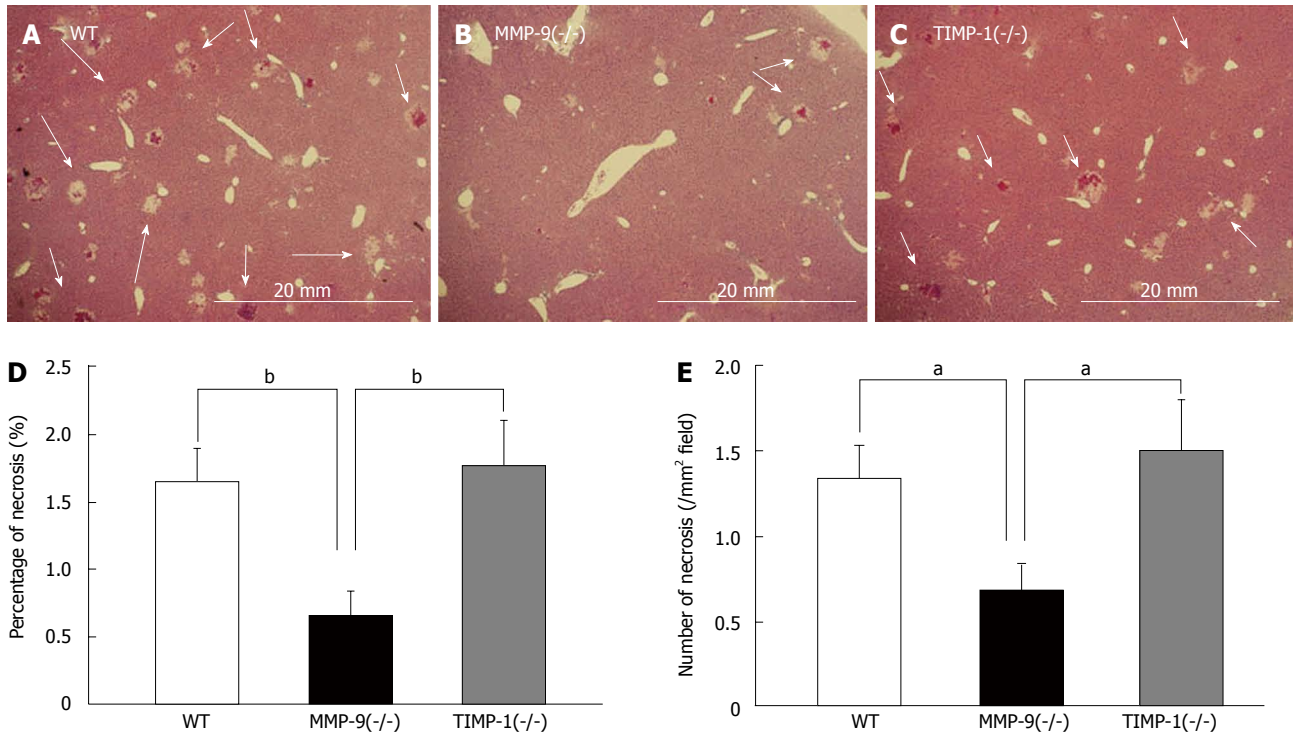 A WT
20 mm
B MMP-9(-/-)
20 mm
C TIMP-1(-/-)
20 mm
D
Percentage of necrosis (%)
2.5
2.0
1.5
1.0
0.5
0
b
b
WT
MMP-9(-/-)
TIMP-1(-/-)
E
Number of necrosis (/mm² field)
2.0
1.5
1.0
0.5
0
a
a
WT
MMP-9(-/-)
TIMP-1(-/-)